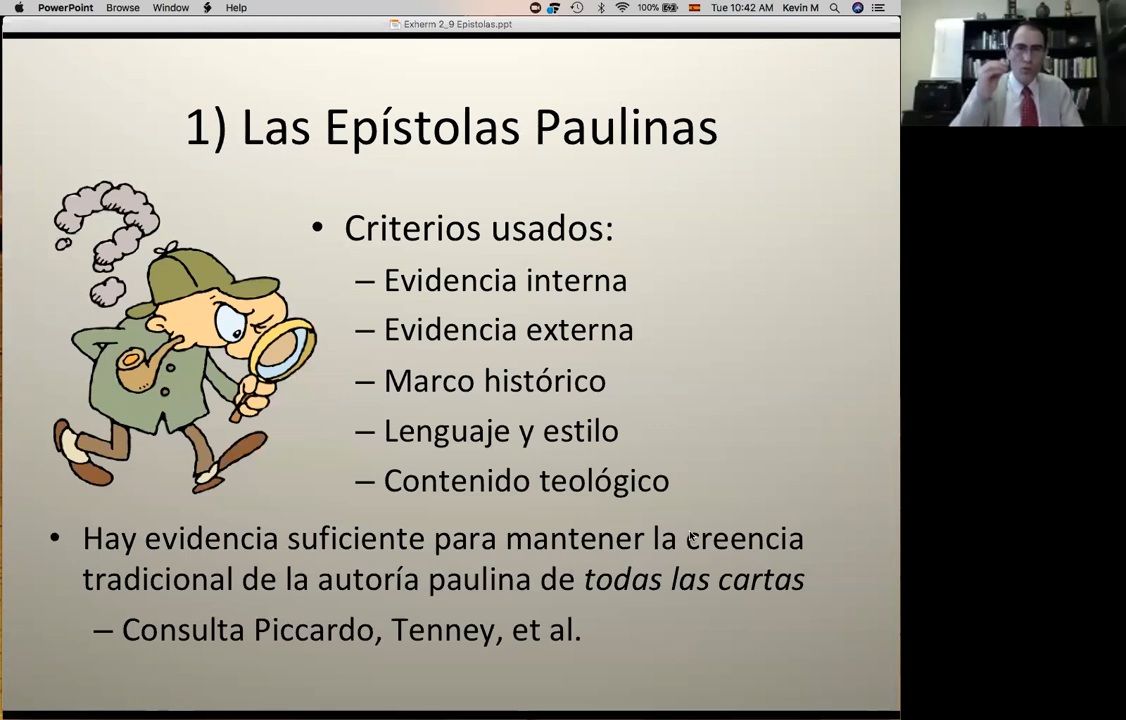 PowerPoint Browse Window Help 100% Tue 10:42 AM Kevin M
Exherm 2_9 Epistolas.ppt
1) Las Epístolas Paulinas
• Criterios usados:
– Evidencia interna
– Evidencia externa
– Marco histórico
– Lenguaje y estilo
– Contenido teológico
• Hay evidencia suficiente para mantener la creencia
tradicional de la autoría paulina de todas las cartas
– Consulta Piccardo, Tenney, et al.